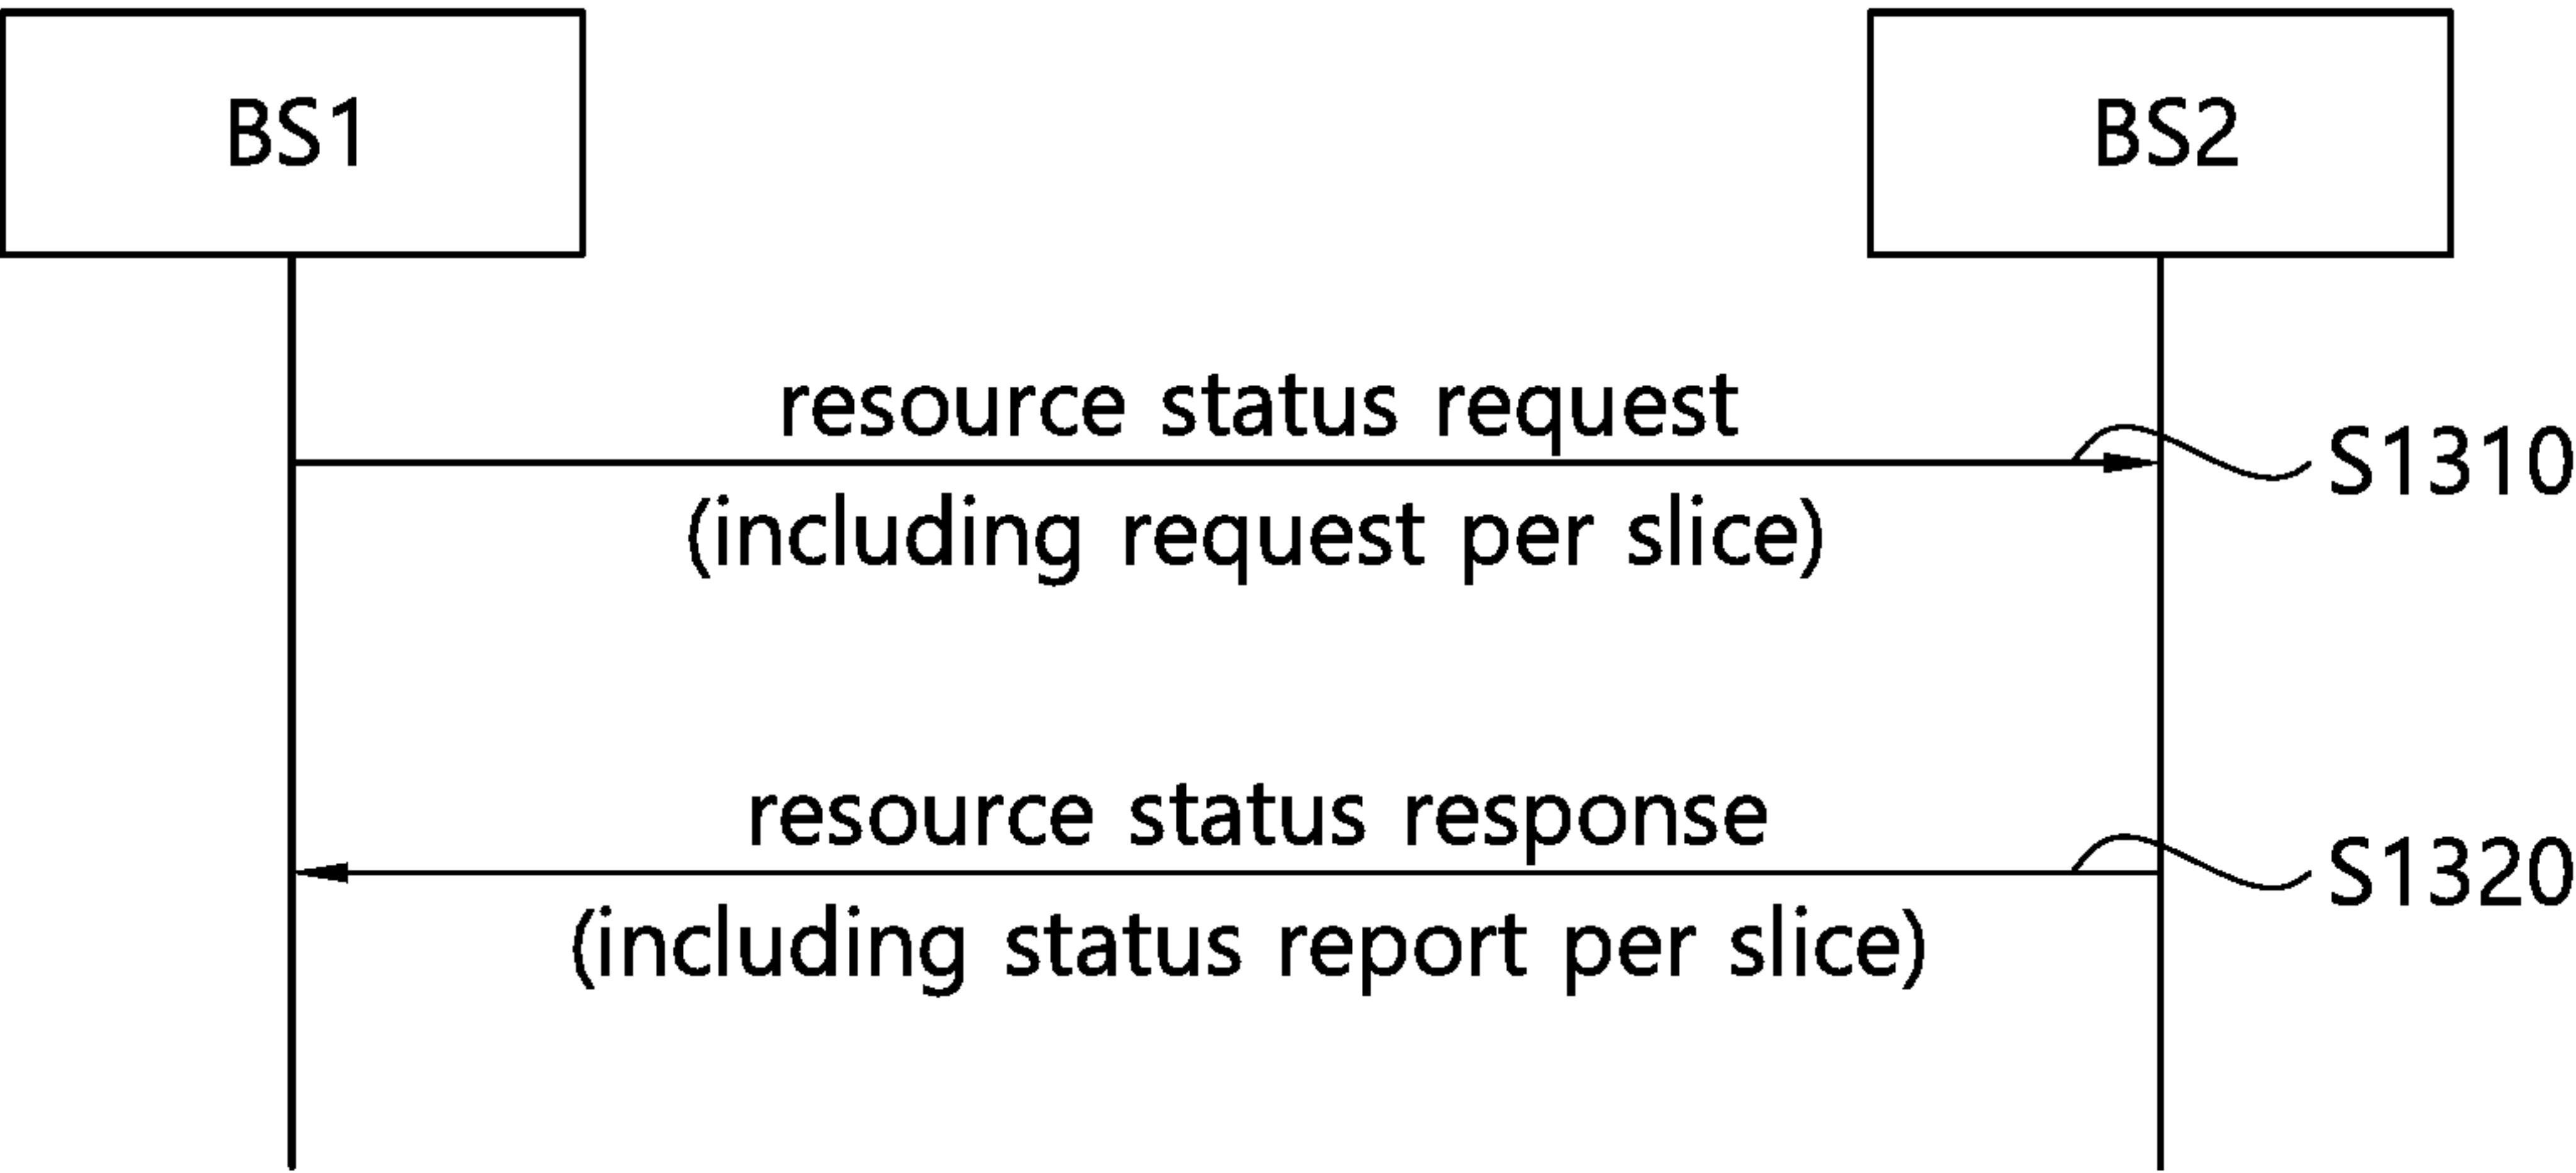 BS1
BS2
resource status request
S1310
(including request per slice)
resource status response
S1320
(including status report per slice)